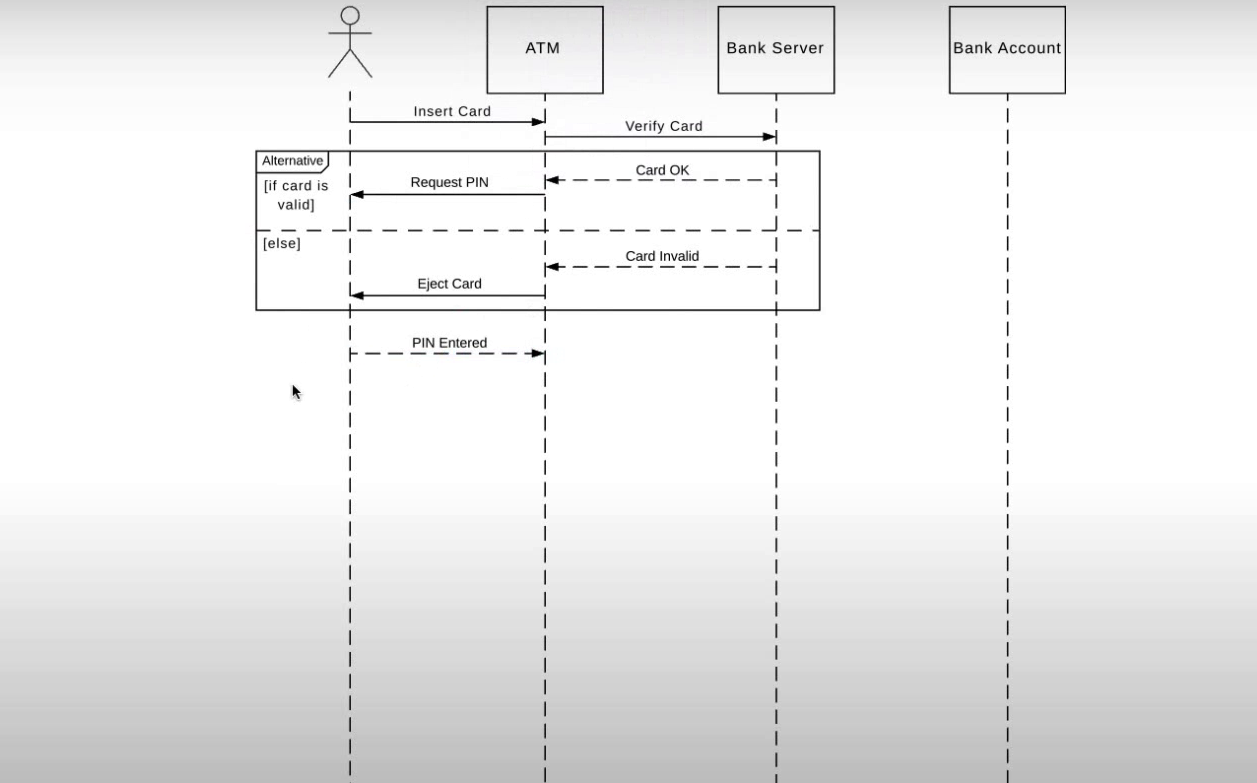 ATM
Bank Server
Bank Account
Insert Card
Verify Card
Alternative
[if card is
valid]
Card OK
Request PIN
[else]
Card Invalid
Eject Card
PIN Entered